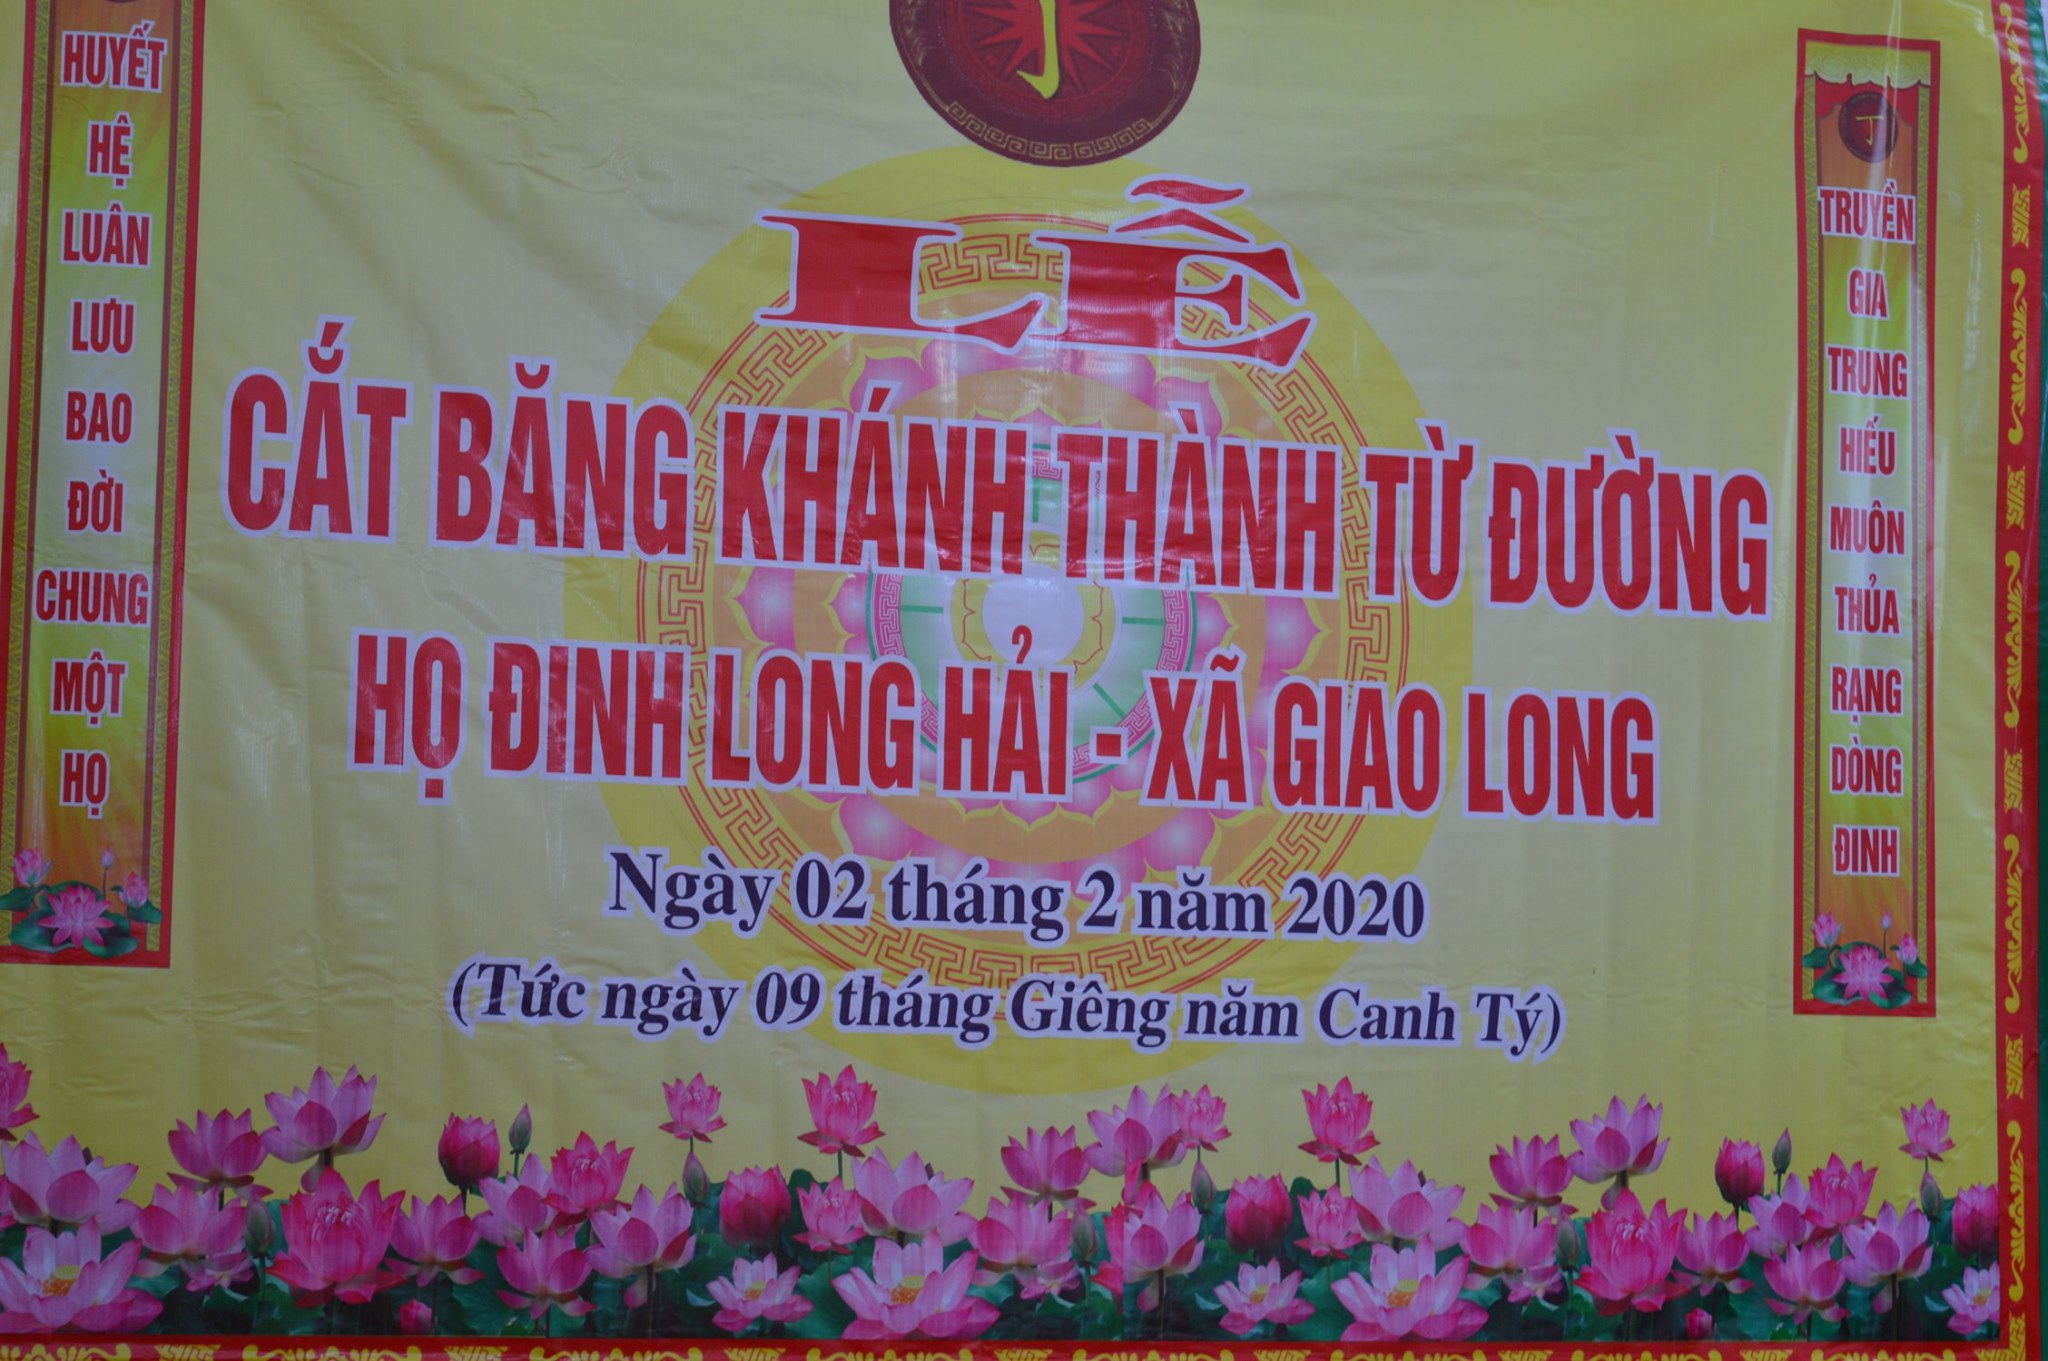 HUYẾT
HỆ
LUÂN
LƯU
BAO
ĐỜI
CHUNG
MỘT
HỌ
丁
LỄ
CẮT BĂNG KHÁNH THÀNH TỪ ĐƯỜNG
HỌ ĐINH LONG HẢI - XÃ GIAO LONG
Ngày 02 tháng 2 năm 2020
(Tức ngày 09 tháng Giêng năm Canh Tý)
丁
TRUYỀN
GIA
TRUNG
HIẾU
MUÔN
THỦA
RẠNG
DÒNG
ĐINH